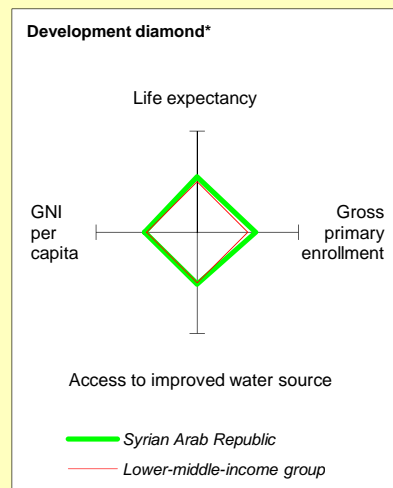 Development diamond*
Life expectancy
GNI
per
capita
Gross
primary
enrollment
Access to improved water source
Syrian Arab Republic
Lower-middle-income group